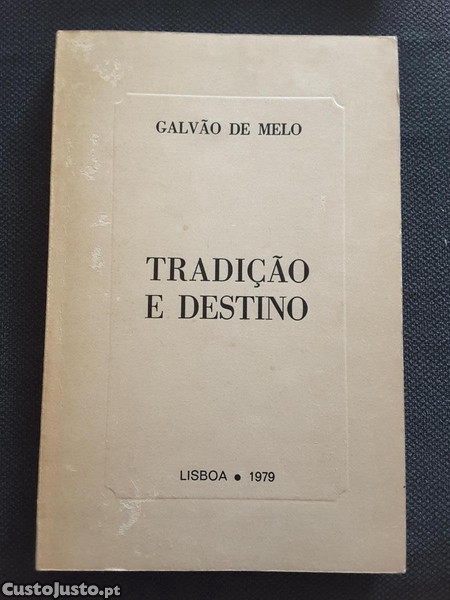 GALVÃO DE MELO
TRADIÇÃO
E DESTINO
LISBOA • 1979
CustoJusto.pt